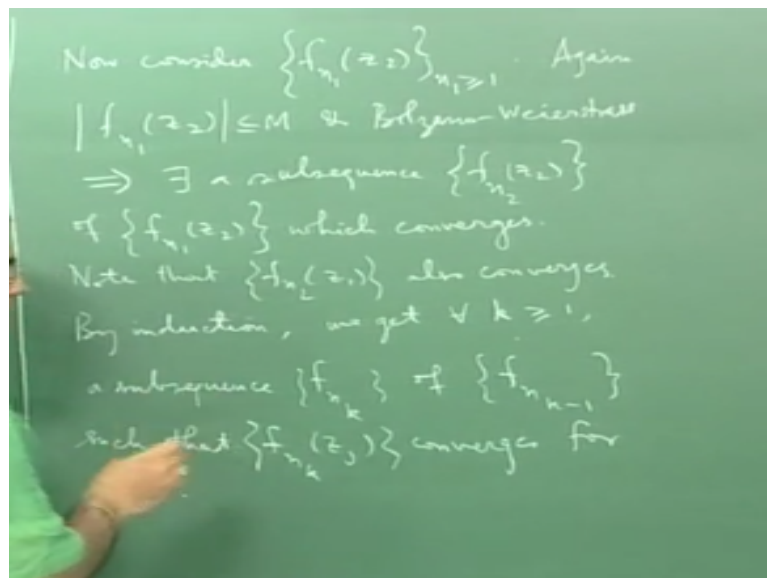 Now consider {f_{n_1}(z_2)}_{n_1≥1}. Again
|f_{n_1}(z_2)| ≤ M & Bolzano-Weierstrass
⇒ ∃ a subsequence {f_{n_2}(z_2)}
of {f_{n_1}(z_2)} which converges.
Note that {f_{n_2}(z_1)} also converges.
By induction, we get ∀ k ≥ 1,
a subsequence {f_{n_k}} of {f_{n_{k-1}}}
such that {f_{n_k}(z_j)} converges for